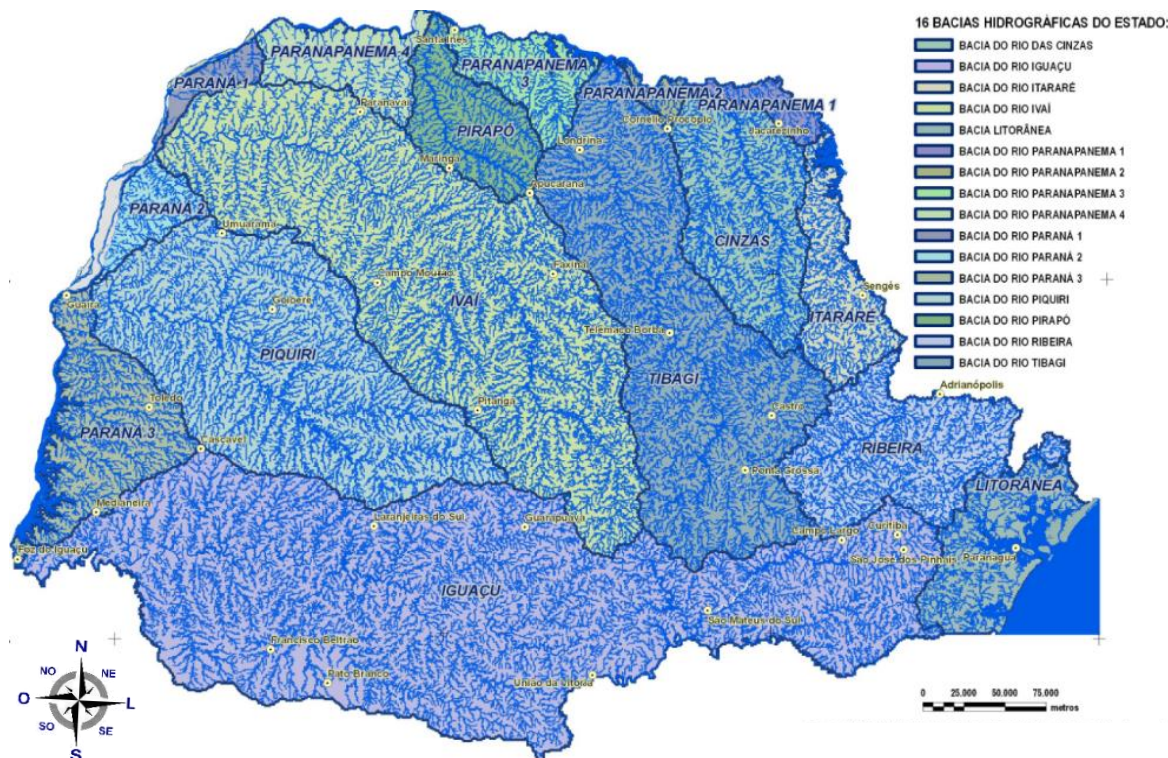 16 BACIAS HIDROGRÁFICAS DO ESTADO:
BACIA DO RIO DAS CINZAS
BACIA DO RIO IGUAÇU
BACIA DO RIO ITARARÉ
BACIA DO RIO IVAÍ
BACIA LITORÂNEA
BACIA DO RIO PARANAPANEMA 1
BACIA DO RIO PARANAPANEMA 2
BACIA DO RIO PARANAPANEMA 3
BACIA DO RIO PARANAPANEMA 4
BACIA DO RIO PARANÁ 1
BACIA DO RIO PARANÁ 2
BACIA DO RIO PARANÁ 3
BACIA DO RIO PIQUIRI
BACIA DO RIO PIRAPÓ
BACIA DO RIO RIBEIRA
BACIA DO RIO TIBAGI
Santa Inês
PARANAPANEMA 4
PARANAPANEMA
3
PARANÁ 1
PARANAPANEMA 2
PARANAPANEMA 1
Paranavaí
PIRAPÓ
Cornélio Procópio
Jacarezinho
Londrina
Maringá
Apucarana
PARANÁ 2
Umuarama
CINZAS
Faxinal
Campo Mourão
Sengés
Guaíra
Goioerê
IVAÍ
ITARARÉ
Telêmaco Borba
PIQUIRI
TIBAGI
Adrianópolis
Toledo
Pitanga
Castro
PARANÁ 3
Cascavel
RIBEIRA
Ponta Grossa
LITORÂNEA
Medianeira
Laranjeiras do Sul
Guarapuava
Campo Largo
Curitiba
Foz do Iguaçu
São José dos Pinhais
Paranaguá
IGUAÇU
São Mateus do Sul
Francisco Beltrão
Pato Branco
União da Vitória
N
NO
NE
O
L
SO
SE
S
0 25.000 50.000 75.000
metros